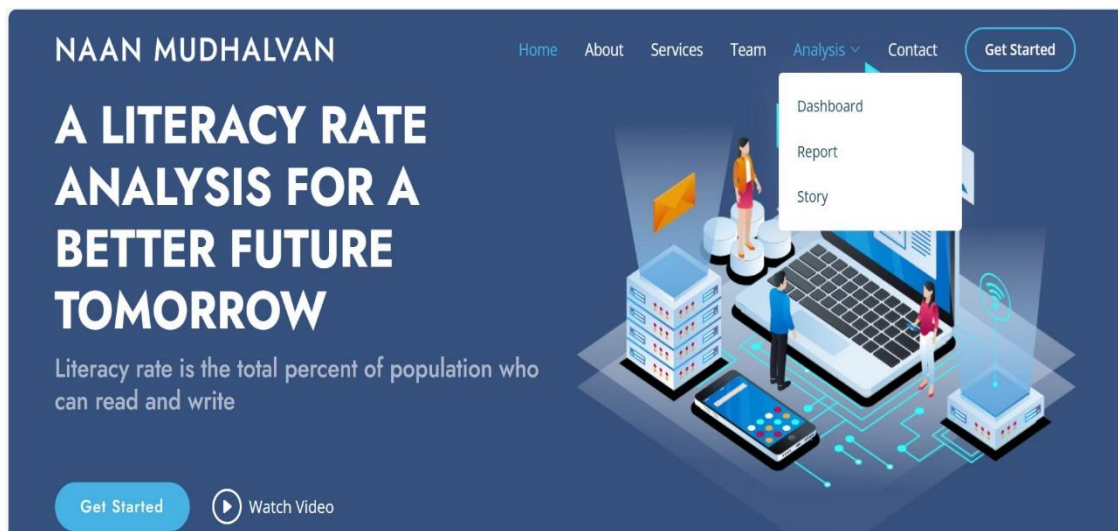 NAAN MUDHALVAN
Home About Services Team Analysis Contact Get Started
Dashboard
Report
Story
A LITERACY RATE
ANALYSIS FOR A
BETTER FUTURE
TOMORROW
Literacy rate is the total percent of population who
can read and write
Get Started Watch Video